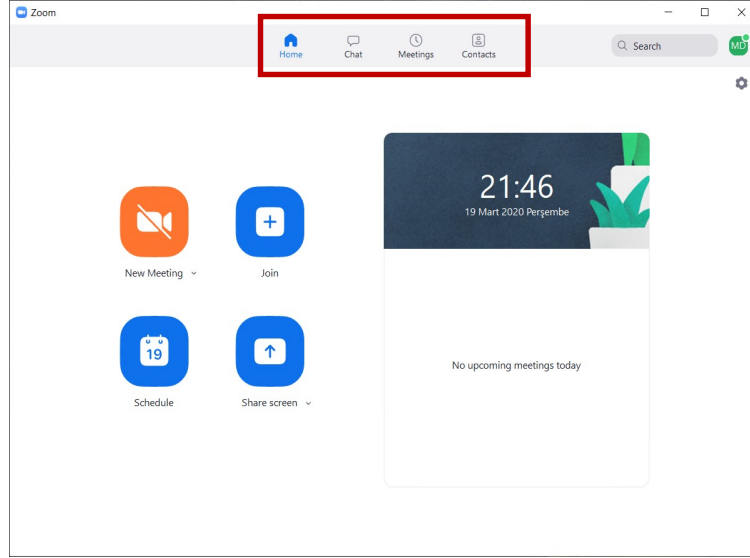 Zoom
Home Chat Meetings Contacts
Search
MD
21:46
19 Mart 2020 Perşembe
New Meeting
Join
19
Schedule
Share screen
No upcoming meetings today